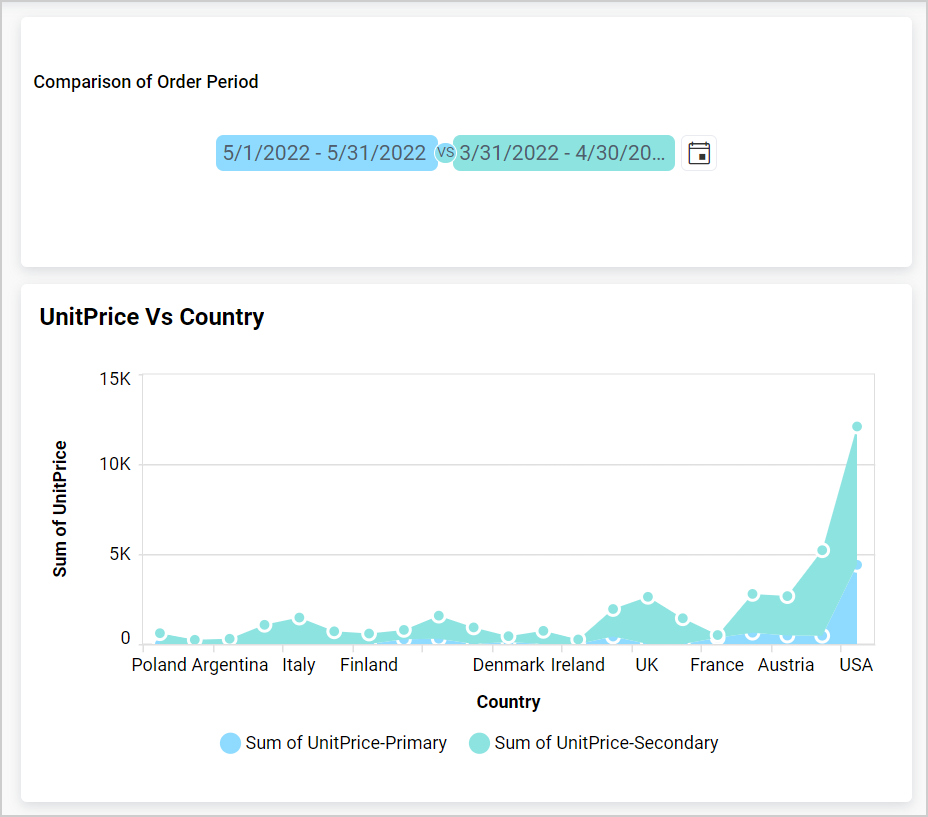 Comparison of Order Period
5/1/2022 - 5/31/2022 VS 3/31/2022 - 4/30/20...
UnitPrice Vs Country
15K
10K
5K
0
Sum of UnitPrice
Poland Argentina Italy Finland Denmark Ireland UK France Austria USA
Country
Sum of UnitPrice-Primary Sum of UnitPrice-Secondary